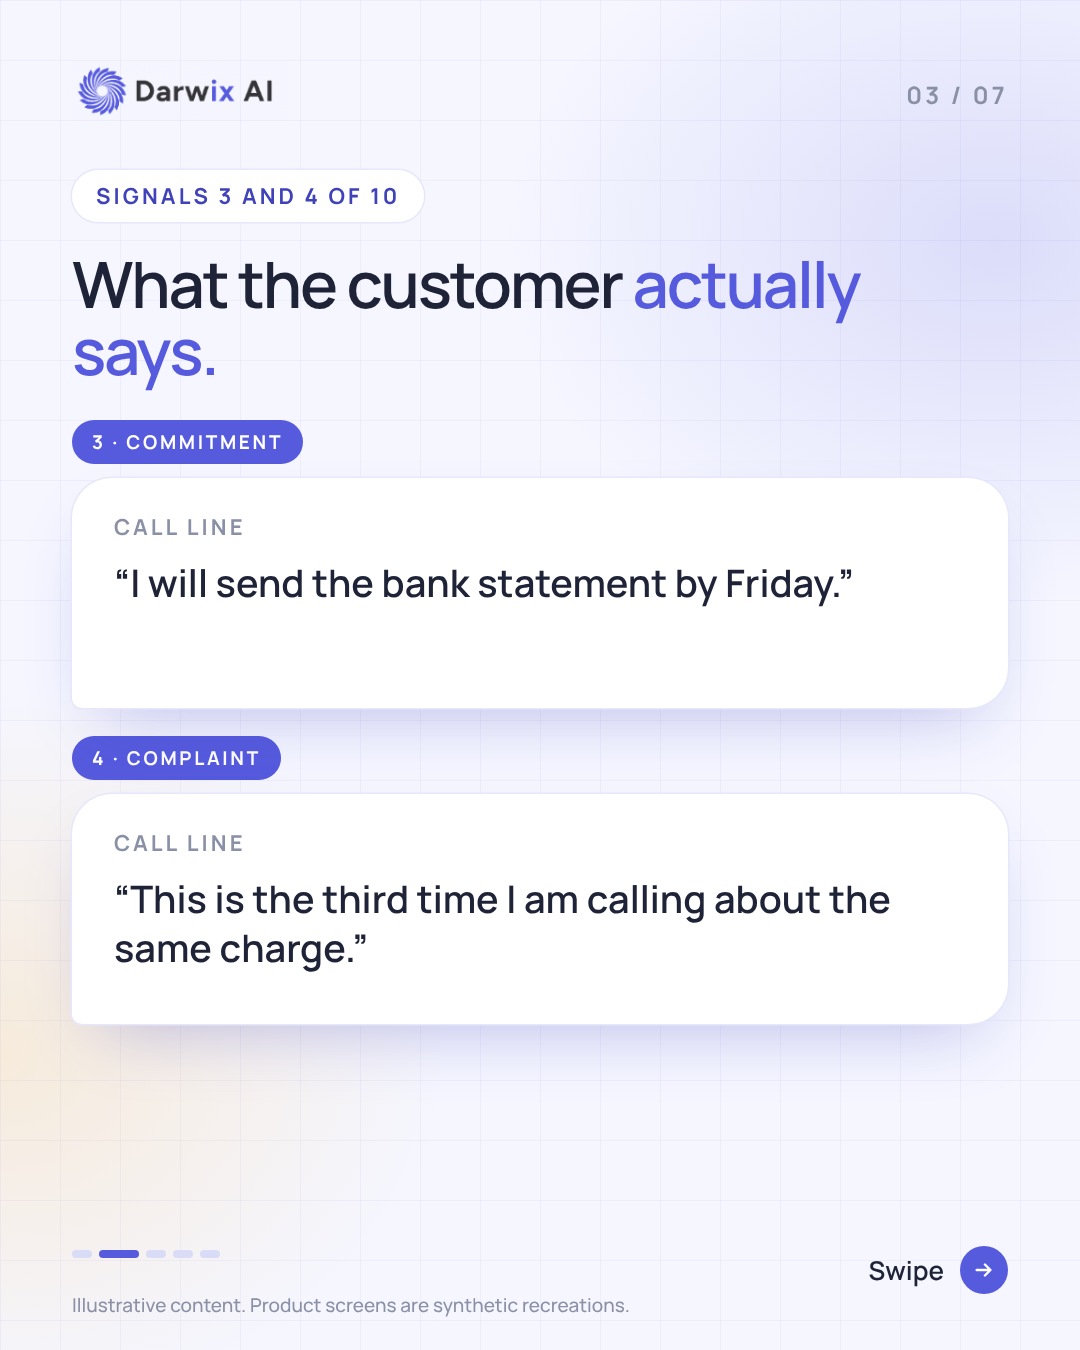 Darwix AI
03 / 07
SIGNALS 3 AND 4 OF 10
What the customer actually
says.
3 · COMMITMENT
CALL LINE
“I will send the bank statement by Friday.”
4 · COMPLAINT
CALL LINE
“This is the third time I am calling about the
same charge.”
Swipe
Illustrative content. Product screens are synthetic recreations.